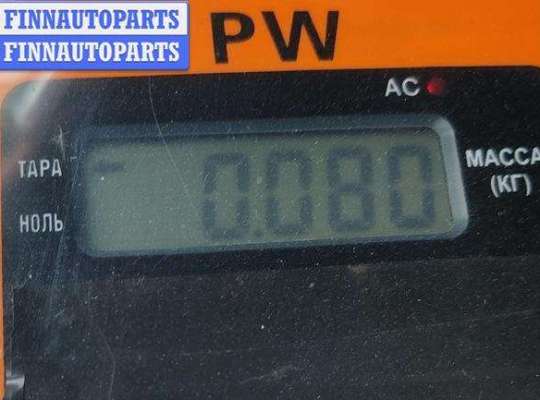 FINNAUTOPARTS
FINNAUTOPARTS
PW
AC
ТАРА
0.080
МАССА
(КГ)
НОЛЬ